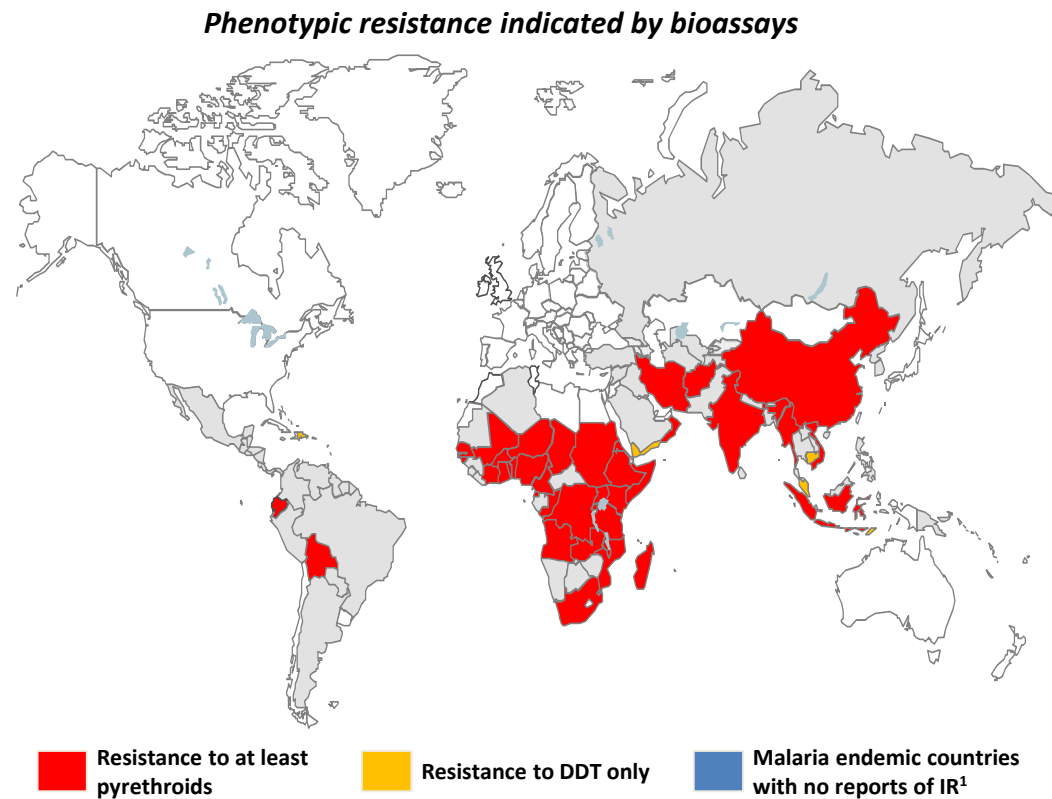 Phenotypic resistance indicated by bioassays
Resistance to at least
pyrethroids
Resistance to DDT only
Malaria endemic countries
with no reports of IR¹